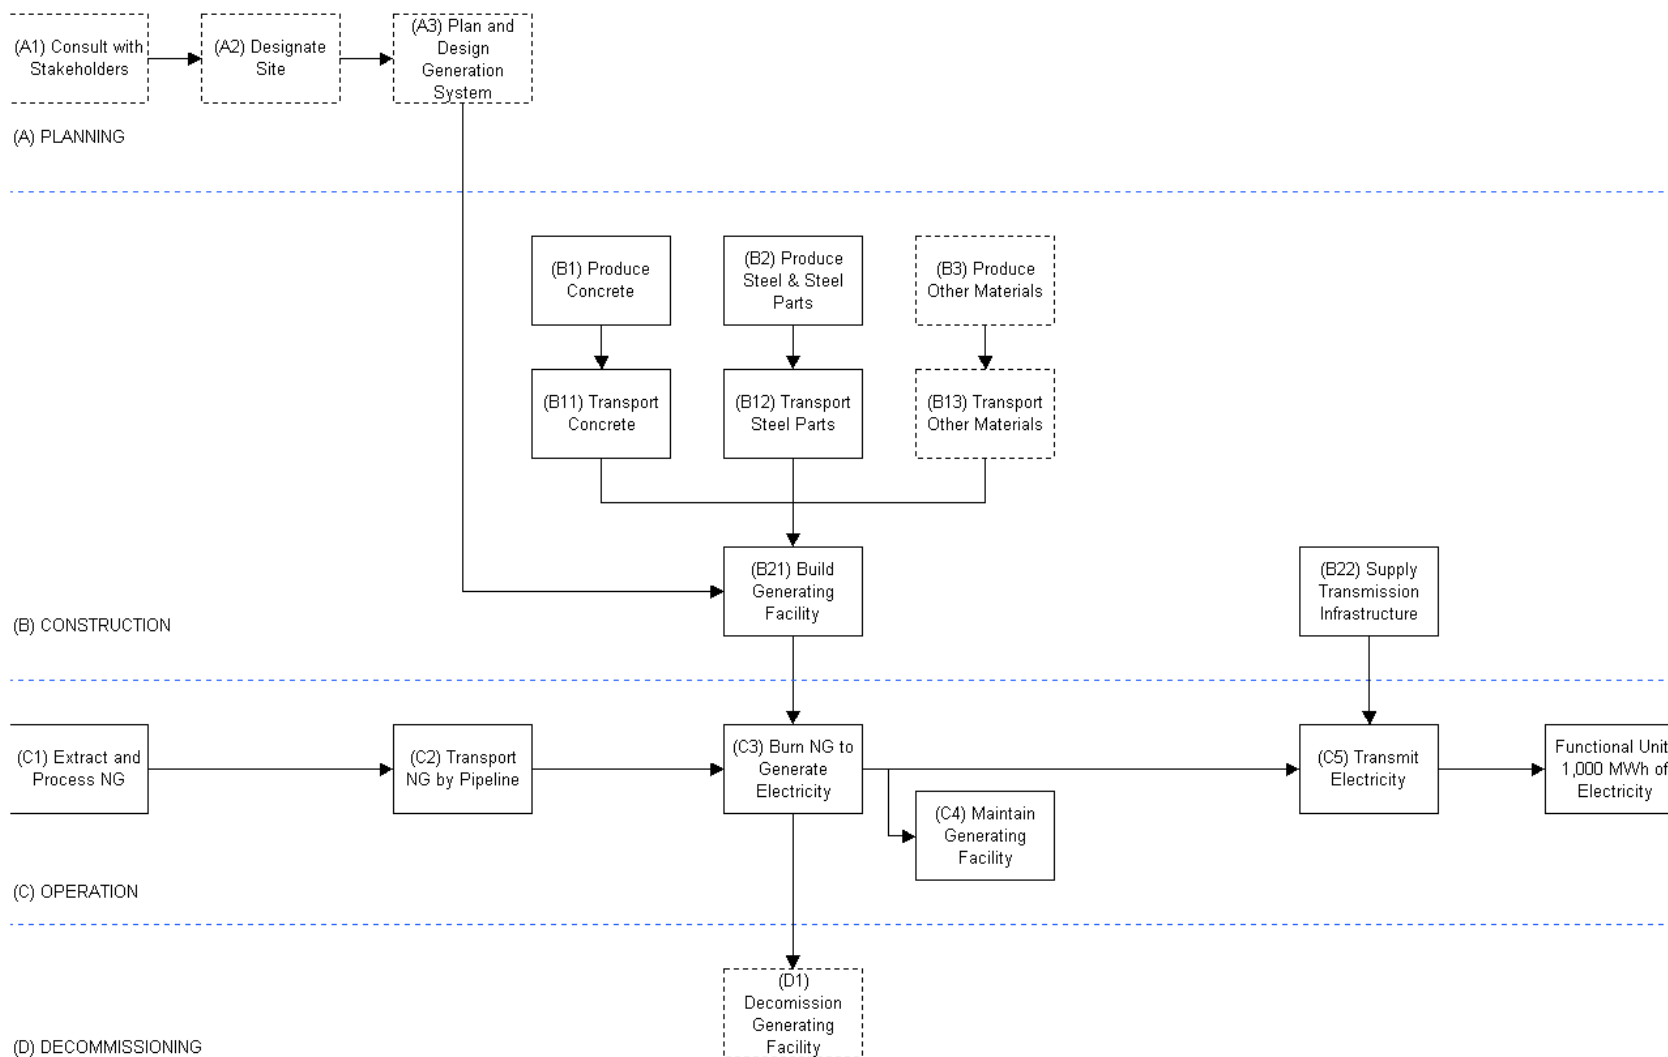 (A1) Consult with
Stakeholders
(A2) Designate
Site
(A3) Plan and
Design
Generation
System
(A) PLANNING
(B1) Produce
Concrete
(B2) Produce
Steel & Steel
Parts
(B3) Produce
Other Materials
(B11) Transport
Concrete
(B12) Transport
Steel Parts
(B13) Transport
Other Materials
(B21) Build
Generating
Facility
(B22) Supply
Transmission
Infrastructure
(B) CONSTRUCTION
(C1) Extract and
Process NG
(C2) Transport
NG by Pipeline
(C3) Burn NG to
Generate
Electricity
(C4) Maintain
Generating
Facility
(C5) Transmit
Electricity
Functional Unit
1,000 MWh of
Electricity
(C) OPERATION
(D1)
Decomission
Generating
Facility
(D) DECOMMISSIONING